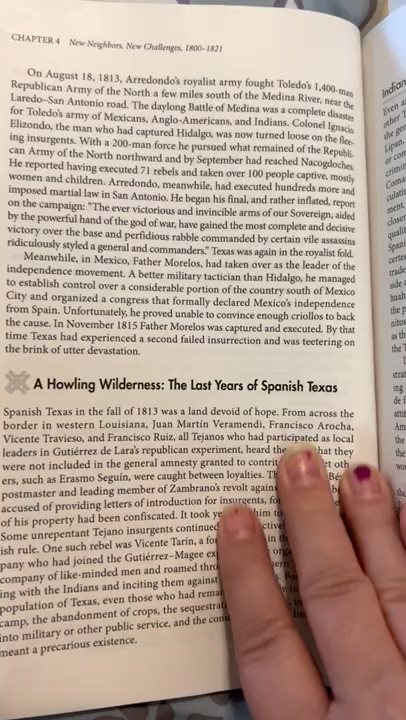 CHAPTER 4 New Neighbors, New Challenges, 1800–1821
On August 18, 1813, Arredondo's royalist army fought Toledo's 1,400-man
Republican Army of the North a few miles south of the Medina River, near the
Laredo–San Antonio road. The daylong Battle of Medina was a complete disaster
for Toledo's army of Mexicans, Anglo-Americans, and Indians. Colonel Ignacio
Elizondo, the man who had captured Hidalgo, was now turned loose on the flee-
ing insurgents. With a 200-man force he pursued what remained of the Republi-
can Army of the North northward and by September had reached Nacogdoches.
He reported having executed 71 rebels and taken over 100 people captive, mostly
women and children. Arredondo, meanwhile, had executed hundreds more and
imposed martial law in San Antonio. He began his final, and rather inflated, report
on the campaign: "The ever victorious and invincible arms of our Sovereign, aided
by the powerful hand of the god of war, have gained the most complete and decisive
victory over the base and perfidious rabble commanded by certain vile assassins
ridiculously styled a general and commanders." Texas was again in the royalist fold.
Meanwhile, in Mexico, Father Morelos, had taken over as the leader of the
independence movement. A better military tactician than Hidalgo, he managed
to establish control over a considerable portion of the country south of Mexico
City and organized a congress that formally declared Mexico's independence
from Spain. Unfortunately, he proved unable to convince enough criollos to back
the cause. In November 1815 Father Morelos was captured and executed. By that
time Texas had experienced a second failed insurrection and was teetering on
the brink of utter devastation.
A Howling Wilderness: The Last Years of Spanish Texas
Spanish Texas in the fall of 1813 was a land devoid of hope. From across the
border in western Louisiana, Juan Martín Veramendi, Francisco Arocha,
Vicente Travieso, and Francisco Ruiz, all Tejanos who had participated as local
leaders in Gutiérrez de Lara's republican experiment, heard the that they
were not included in the general amnesty granted to
ers, such as Erasmo Seguín, were caught between loyalties.
postmaster and leading member of Zambrano's revolt against
accused of providing letters of introduction for insurgents,
of his property had been confiscated. It took him to
Some unrepentant Tejano insurgents continued
ish rule. One such rebel was Vicente Tarín, a in the
pany who had joined the Gutiérrez–Magee
company of like-minded men and roamed
ing with the Indians and inciting them against
population of Texas, even those who had
camp, the abandonment of crops, the
into military or other public service, and the
meant a precarious existence.
Indian